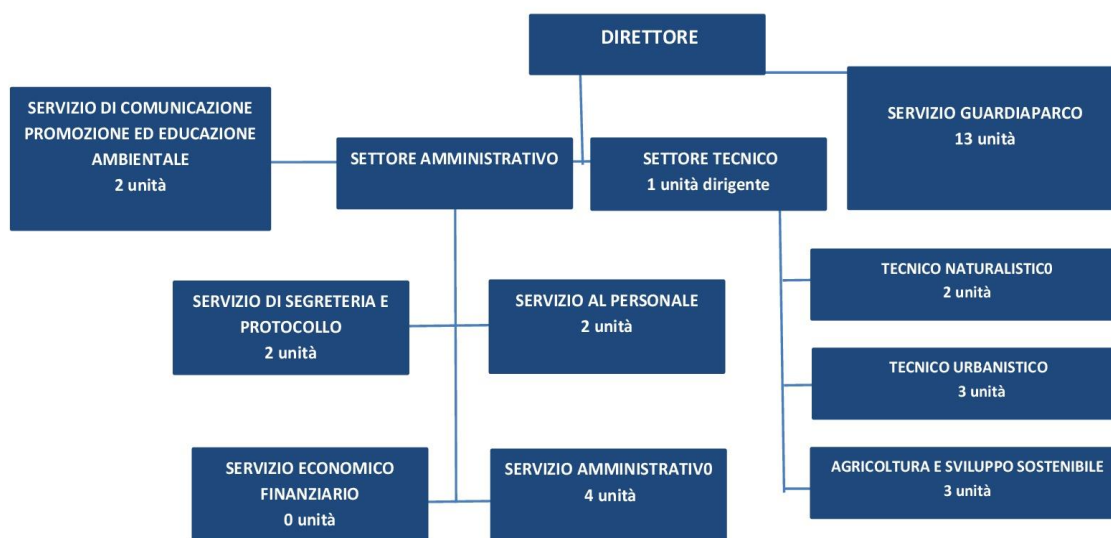 DIRETTORE
SERVIZIO DI COMUNICAZIONE
PROMOZIONE ED EDUCAZIONE
AMBIENTALE
2 unità
SETTORE AMMINISTRATIVO
SETTORE TECNICO
1 unità dirigente
SERVIZIO GUARDIAPARCO
13 unità
SERVIZIO DI SEGRETERIA E
PROTOCOLLO
2 unità
SERVIZIO AL PERSONALE
2 unità
TECNICO NATURALISTIC0
2 unità
TECNICO URBANISTICO
3 unità
SERVIZIO ECONOMICO
FINANZIARIO
0 unità
SERVIZIO AMMINISTRATIV0
4 unità
AGRICOLTURA E SVILUPPO SOSTENIBILE
3 unità